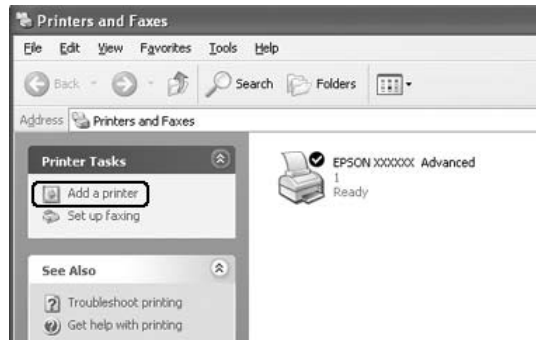 Printers and Faxes
File Edit View Favorites Tools Help
Back Search Folders
Address Printers and Faxes
Printer Tasks
Add a printer
Set up faxing
See Also
Troubleshoot printing
Get help with printing
EPSON XXXXXX Advanced
1
Ready